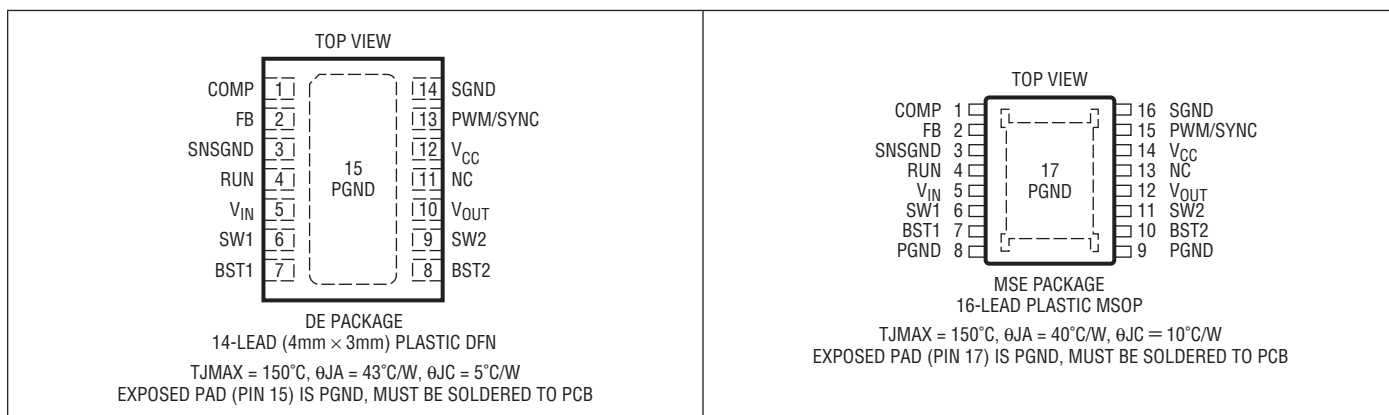 TOP VIEW
COMP 1 14 SGND
FB 2 13 PWM/SYNC
SNSGND 3 12 VCC
RUN 4 11 NC
VIN 5 10 VOUT
SW1 6 9 SW2
BST1 7 8 BST2
15
PGND
DE PACKAGE
14-LEAD (4mm × 3mm) PLASTIC DFN
TJMAX = 150°C, θJA = 43°C/W, θJC = 5°C/W
EXPOSED PAD (PIN 15) IS PGND, MUST BE SOLDERED TO PCB
TOP VIEW
COMP 1 16 SGND
FB 2 15 PWM/SYNC
SNSGND 3 14 VCC
RUN 4 13 NC
VIN 5 12 VOUT
SW1 6 11 SW2
BST1 7 10 BST2
PGND 8 9 PGND
17
PGND
MSE PACKAGE
16-LEAD PLASTIC MSOP
TJMAX = 150°C, θJA = 40°C/W, θJC = 10°C/W
EXPOSED PAD (PIN 17) IS PGND, MUST BE SOLDERED TO PCB